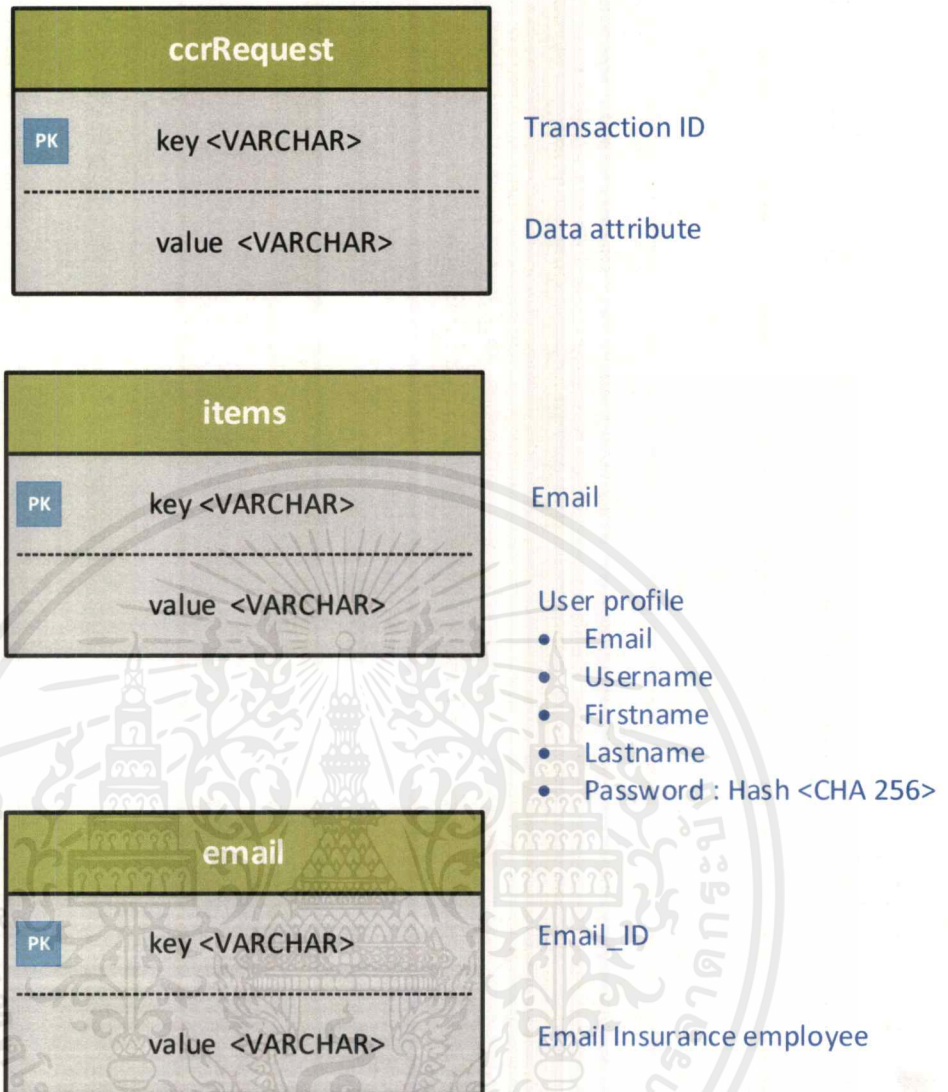 ccrRequest
PK key <VARCHAR> Transaction ID
value <VARCHAR> Data attribute
items
PK key <VARCHAR> Email
value <VARCHAR> User profile
• Email
• Username
• Firstname
• Lastname
• Password : Hash <CHA 256>
email
PK key <VARCHAR> Email_ID
value <VARCHAR> Email Insurance employee